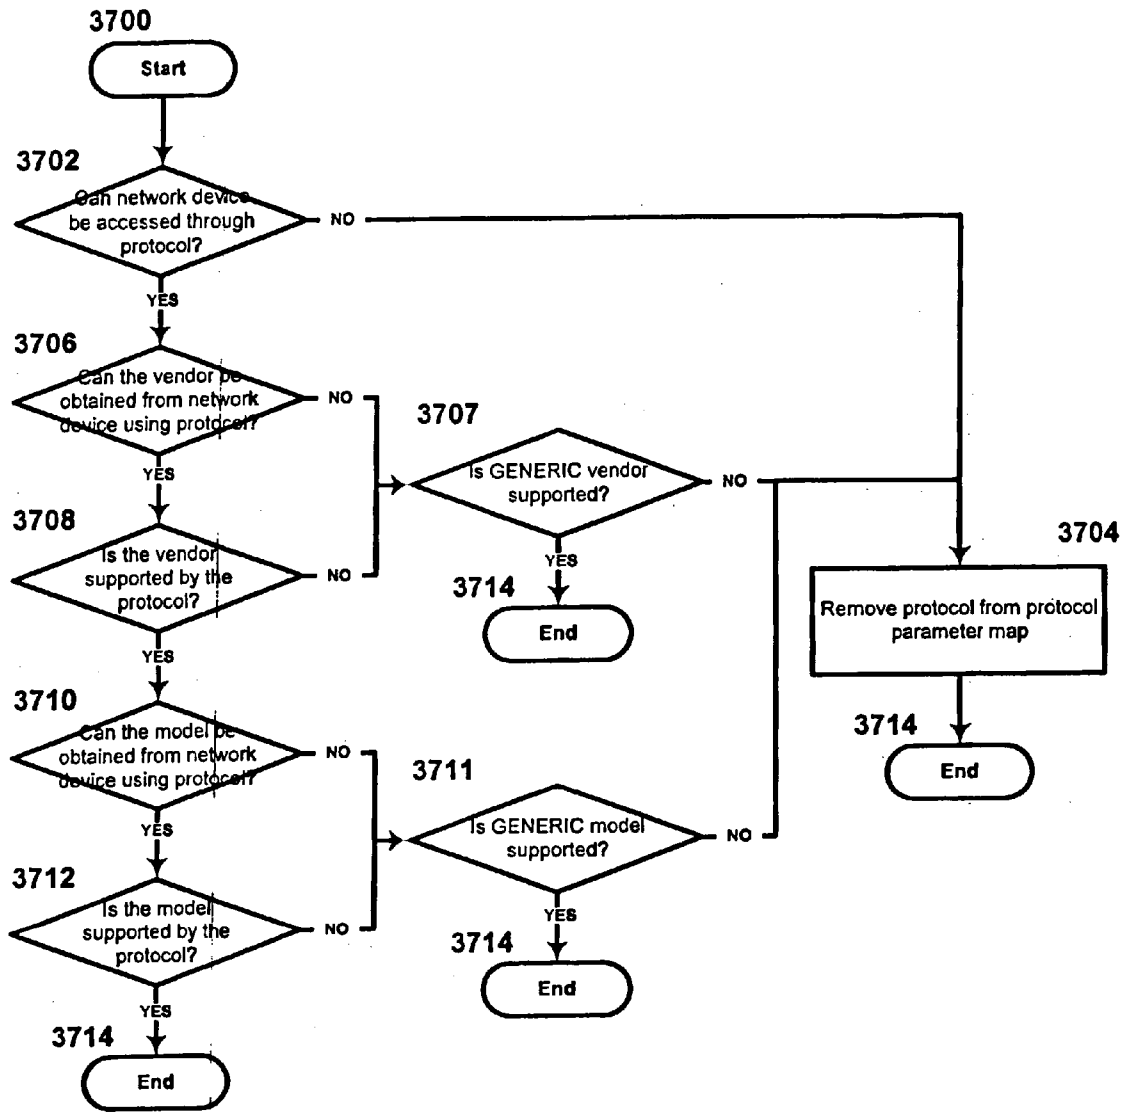 3700
Start
3702
Can network device
be accessed through
protocol?
NO
YES
3706
Can the vendor be
obtained from network
device using protocol?
NO
YES
3707
Is GENERIC vendor
supported?
NO
YES
3714
End
3708
Is the vendor
supported by the
protocol?
NO
YES
3704
Remove protocol from protocol
parameter map
3714
End
3710
Can the model be
obtained from network
device using protocol?
NO
YES
3711
Is GENERIC model
supported?
NO
YES
3714
End
3712
Is the model
supported by the
protocol?
NO
YES
3714
End